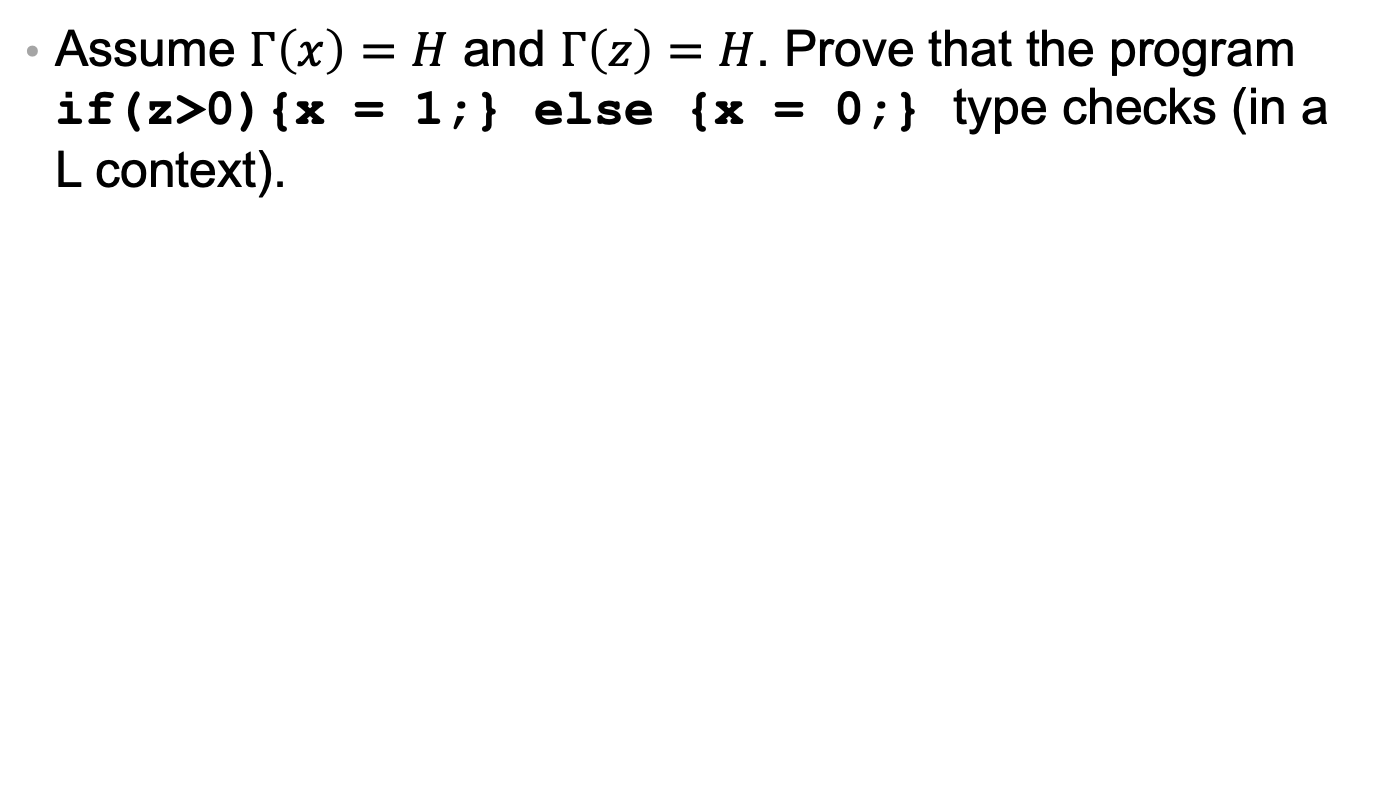 • Assume Γ(𝑥) = 𝐻 and Γ(𝑧) = 𝐻. Prove that the program
if(z>0){x = 1;} else {x = 0;} type checks (in a
L context).